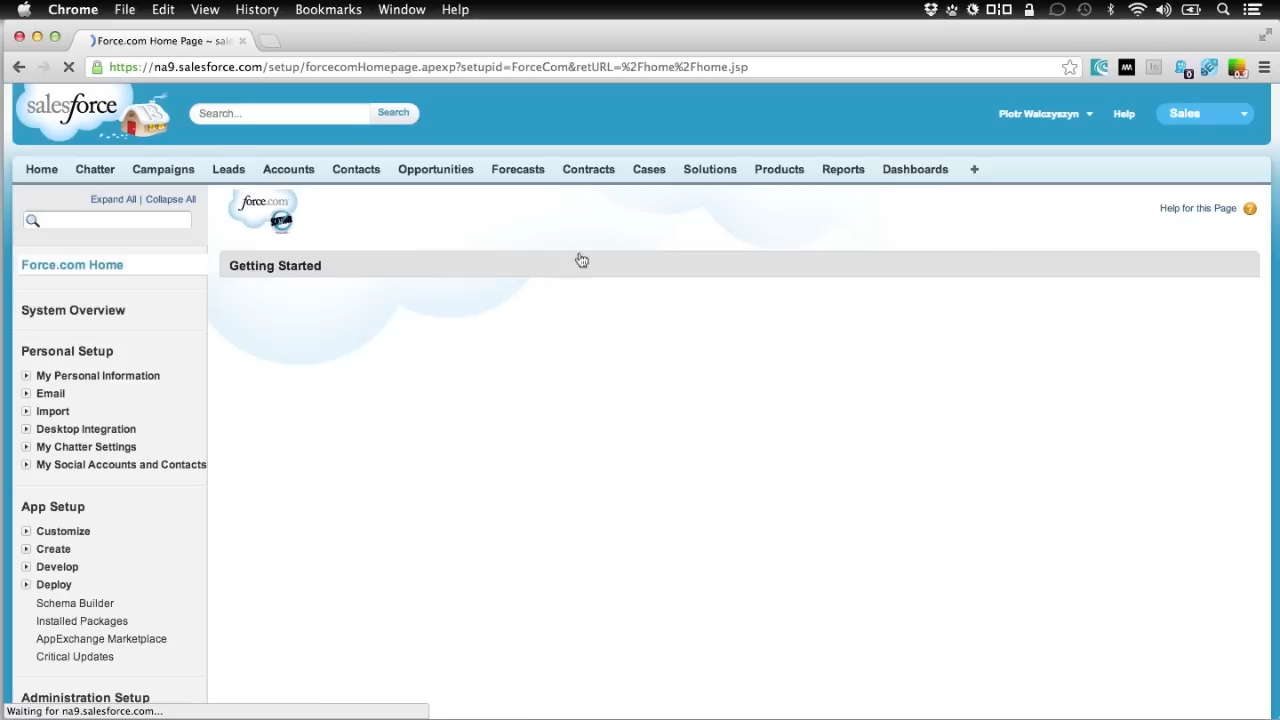 Chrome File Edit View History Bookmarks Window Help
Force.com Home Page ~ sale
https://na9.salesforce.com/setup/forcecomHomepage.apexp?setupid=ForceCom&retURL=%2Fhome%2Fhome.jsp
salesforce
Search...
Search
Piotr Walczyszyn
Help
Sales
Home Chatter Campaigns Leads Accounts Contacts Opportunities Forecasts Contracts Cases Solutions Products Reports Dashboards +
Expand All | Collapse All
force.com
Help for this Page ?
Force.com Home
Getting Started
System Overview
Personal Setup
My Personal Information
Email
Import
Desktop Integration
My Chatter Settings
My Social Accounts and Contacts
App Setup
Customize
Create
Develop
Deploy
Schema Builder
Installed Packages
AppExchange Marketplace
Critical Updates
Administration Setup
Waiting for na9.salesforce.com...